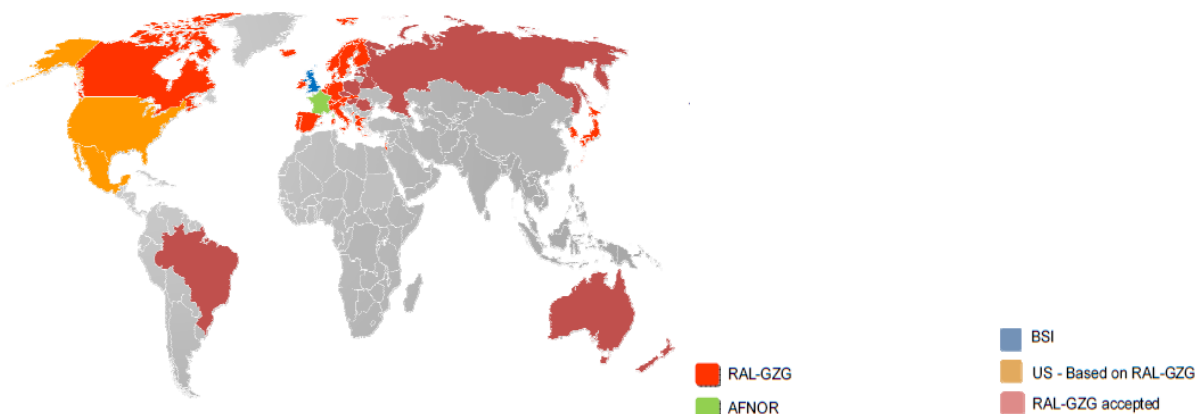 BSI
RAL-GZG
US - Based on RAL-GZG
AFNOR
RAL-GZG accepted